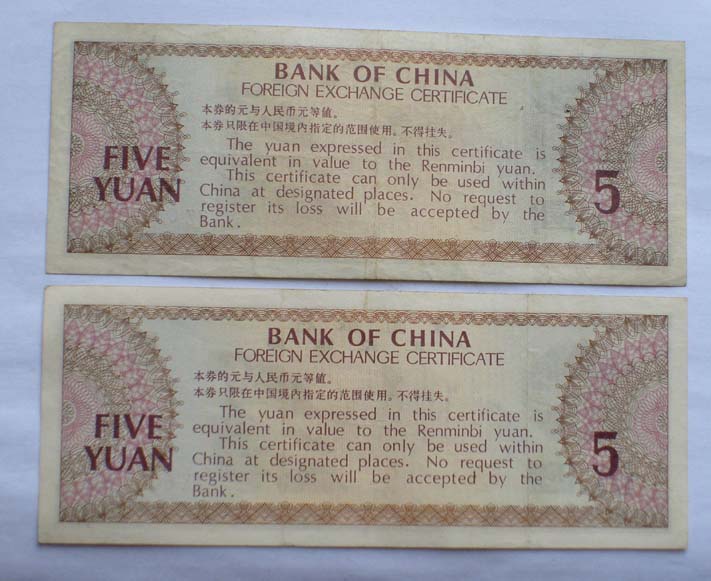 BANK OF CHINA
FOREIGN EXCHANGE CERTIFICATE
本券的元与人民币元等值。
本券只限在中国境内指定的范围使用。不得挂失。
The yuan expressed in this certificate is
equivalent in value to the Renminbi yuan.
This certificate can only be used within
China at designated places. No request to
register its loss will be accepted by the
Bank.
FIVE
YUAN
5
BANK OF CHINA
FOREIGN EXCHANGE CERTIFICATE
本券的元与人民币元等值。
本券只限在中国境内指定的范围使用。不得挂失。
The yuan expressed in this certificate is
equivalent in value to the Renminbi yuan.
This certificate can only be used within
China at designated places. No request to
register its loss will be accepted by the
Bank.
FIVE
YUAN
5